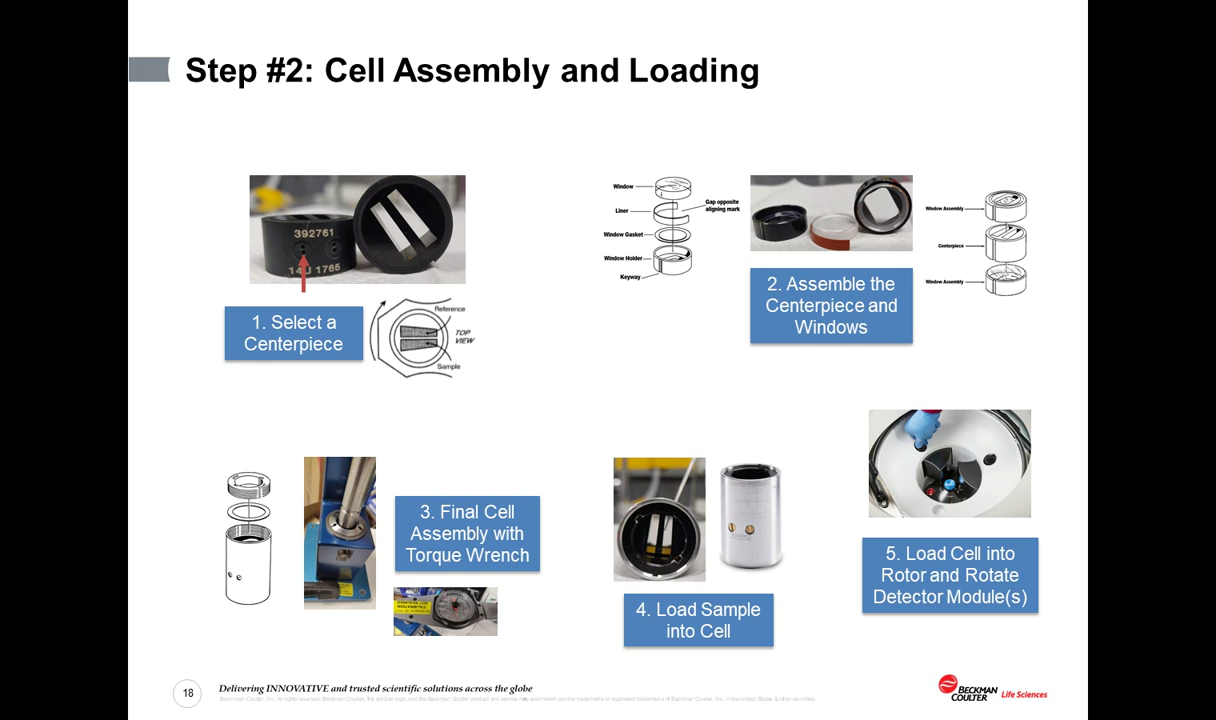 Step #2: Cell Assembly and Loading
392761
14U 1765
1. Select a
Centerpiece
Reference
TOP
VIEW
Sample
Window
Liner
Gap opposite
aligning mark
Window Gasket
Window Holder
Keyway
2. Assemble the
Centerpiece and
Windows
Window Assembly
Centerpiece
Window Assembly
3. Final Cell
Assembly with
Torque Wrench
4. Load Sample
into Cell
5. Load Cell into
Rotor and Rotate
Detector Module(s)
18
Delivering INNOVATIVE and trusted scientific solutions across the globe
BECKMAN
COULTER
Life Sciences